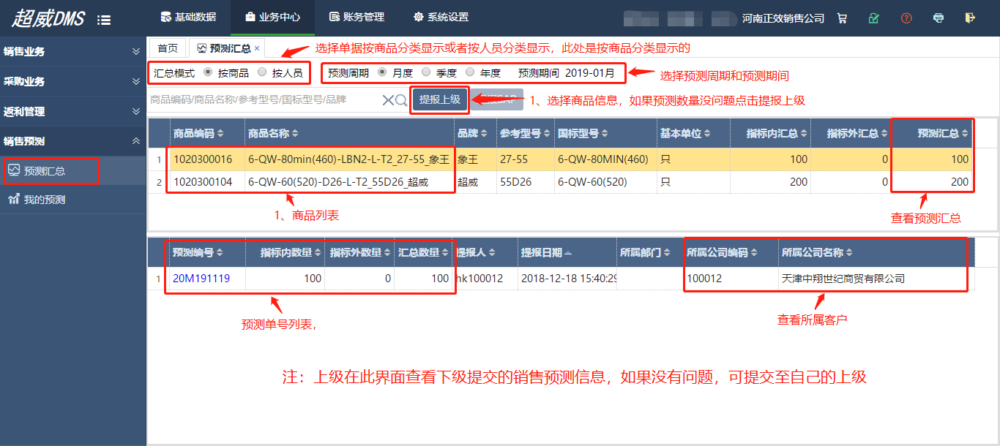 超威DMS 基础数据 业务中心 账务管理 系统设置 河南正效销售公司
销售业务
采购业务
返利管理
销售预测
预测汇总
我的预测
首页 预测汇总 × 选择单据按商品分类显示或者按人员分类显示，此处是按商品分类显示的
汇总模式 按商品 按人员 预测周期 月度 季度 年度 预测期间 2019-01月 选择预测周期和预测期间
商品编码/商品名称/参考型号/国标型号/品牌 提报上级 SAP 1、选择商品信息，如果预测数量没问题点击提报上级
商品编码 商品名称 品牌 参考型号 国标型号 基本单位 指标内汇总 指标外汇总 预测汇总
1 1020300016 6-QW-80min(460)-LBN2-L-T2_27-55_象王 象王 27-55 6-QW-80MIN(460) 只 100 0 100
2 1020300104 6-QW-60(520)-D26-L-T2_55D26_超威 超威 55D26 6-QW-60(520) 只 200 0 200
1、商品列表 查看预测汇总
预测编号 指标内数量 指标外数量 汇总数量 提报人 提报日期 所属部门 所属公司编码 所属公司名称
1 20M191119 100 0 100 hk100012 2018-12-18 15:40:29 100012 天津中翔世纪商贸有限公司
预测单号列表, 查看所属客户
注：上级在此界面查看下级提交的销售预测信息，如果没有问题，可提交至自己的上级